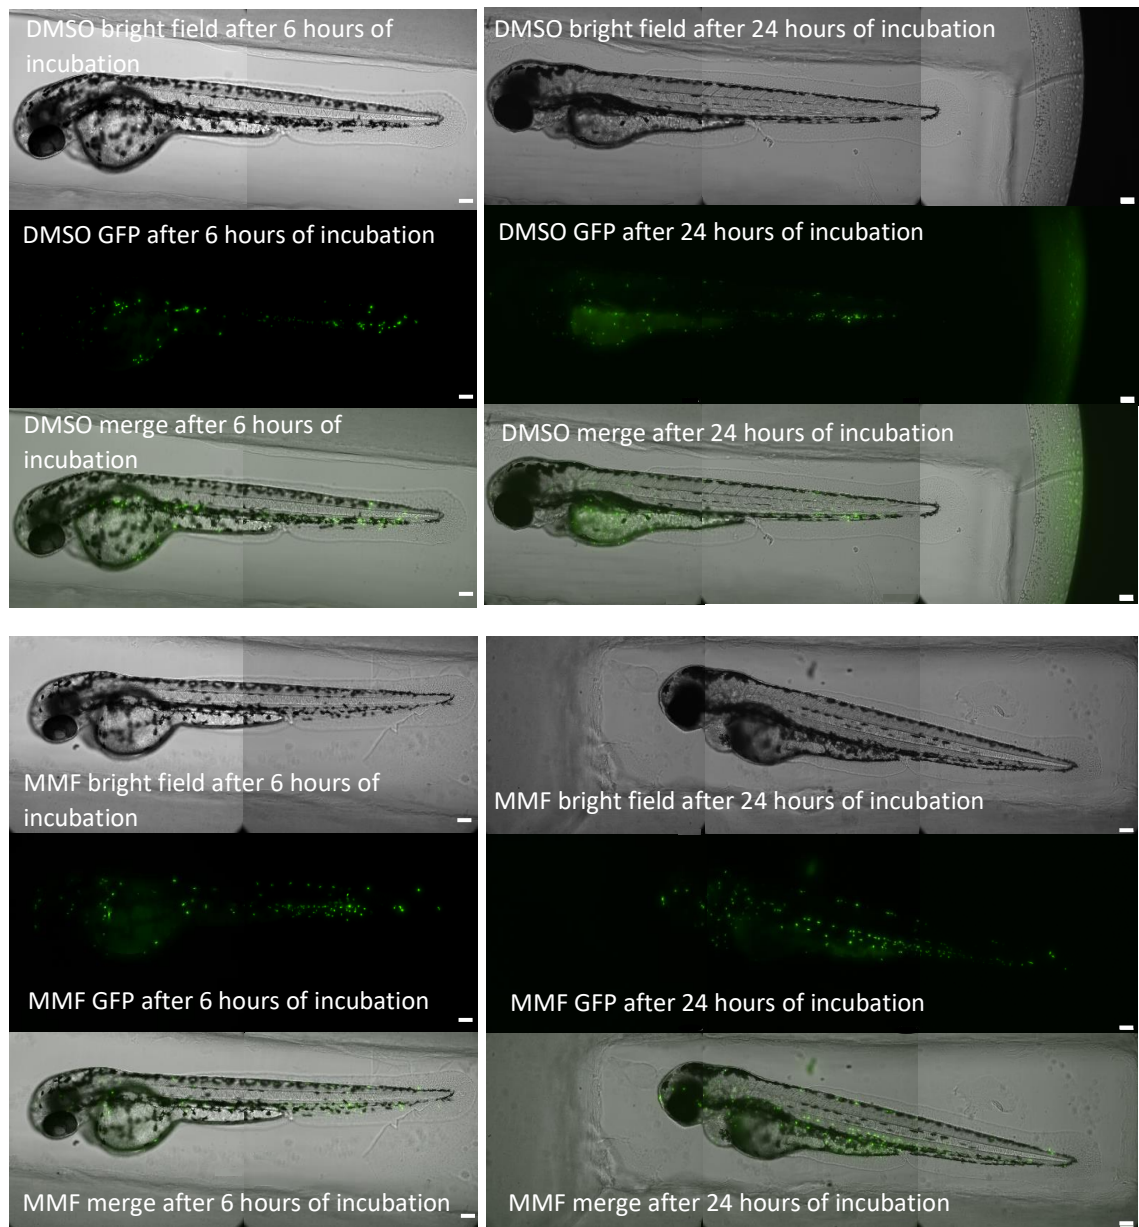 DMSO bright field after 6 hours of
incubation
DMSO bright field after 24 hours of incubation
DMSO GFP after 6 hours of incubation
DMSO GFP after 24 hours of incubation
DMSO merge after 6 hours of
incubation
DMSO merge after 24 hours of incubation
MMF bright field after 6 hours of
incubation
MMF bright field after 24 hours of incubation
MMF GFP after 6 hours of incubation
MMF GFP after 24 hours of incubation
MMF merge after 6 hours of incubation
MMF merge after 24 hours of incubation